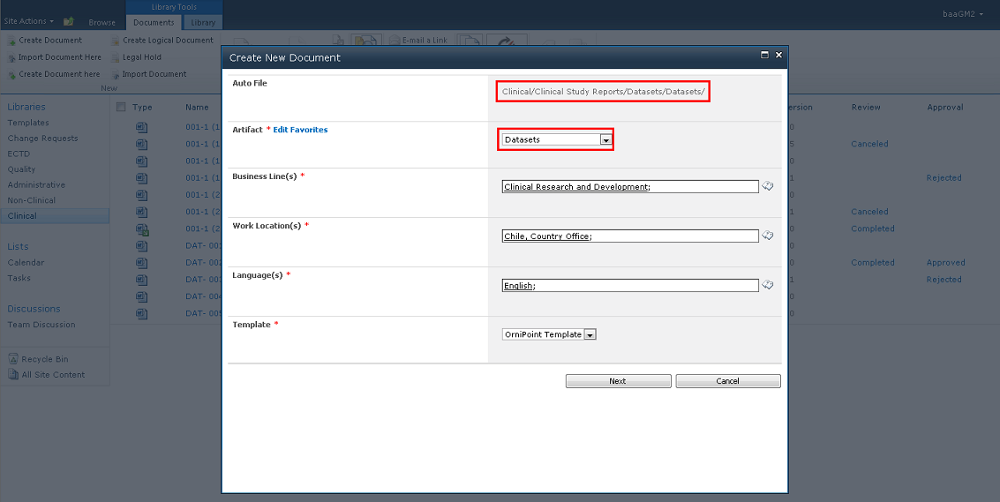 Library Tools
Site Actions
Browse
Documents
Library
baaGM2
Create Document
Create Logical Document
Import Document Here
Legal Hold
Create Document here
Import Document
New
E-mail a Link
Create New Document
Auto File
Clinical/Clinical Study Reports/Datasets/Datasets/
Artifact * Edit Favorites
Datasets
Business Line(s) *
Clinical Research and Development;
Work Location(s) *
Chile, Country Office;
Language(s) *
English;
Template *
OrniPoint Template
Next
Cancel
Libraries
Templates
Change Requests
ECTD
Quality
Administrative
Non-Clinical
Clinical
Lists
Calendar
Tasks
Discussions
Team Discussion
Recycle Bin
All Site Content
Type
Name
ersion
Review
Approval
001-1 (1
0
001-1 (1
5
Canceled
001-1 (1
0
001-1 (1
1
Rejected
001-1 (2
0
001-1 (2
1
Canceled
001-1 (2
0
Completed
DAT- 001
0
DAT- 002
0
Completed
Approved
DAT- 003
1
Rejected
DAT- 004
0
DAT- 005
0